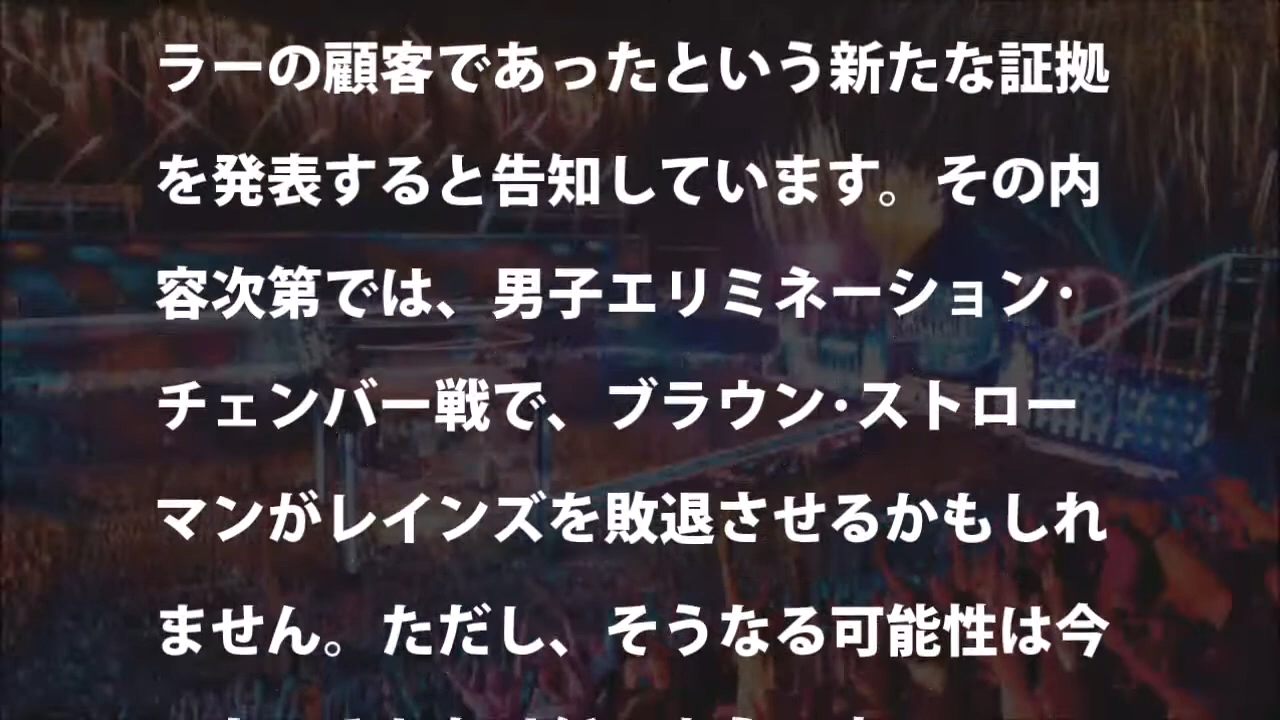 ラーの顧客であったという新たな証拠
を発表すると告知しています。その内
容次第では、男子エリミネーション・
チェンバー戦で、ブラウン・ストロー
マンがレインズを敗退させるかもしれ
ません。ただし、そうなる可能性は今